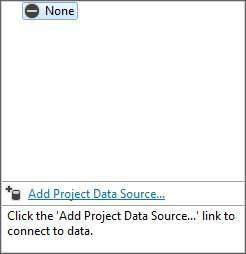 None
Add Project Data Source...
Click the 'Add Project Data Source...' link to
connect to data.